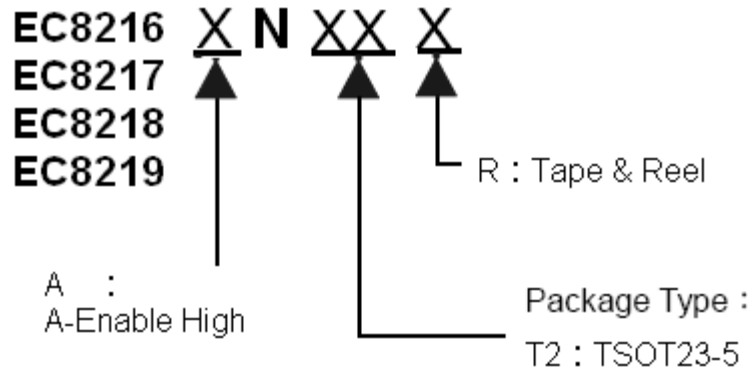 EC8216 X N XX X
EC8217
EC8218
EC8219
R : Tape & Reel
A :
A-Enable High
Package Type :
T2 : TSOT23-5